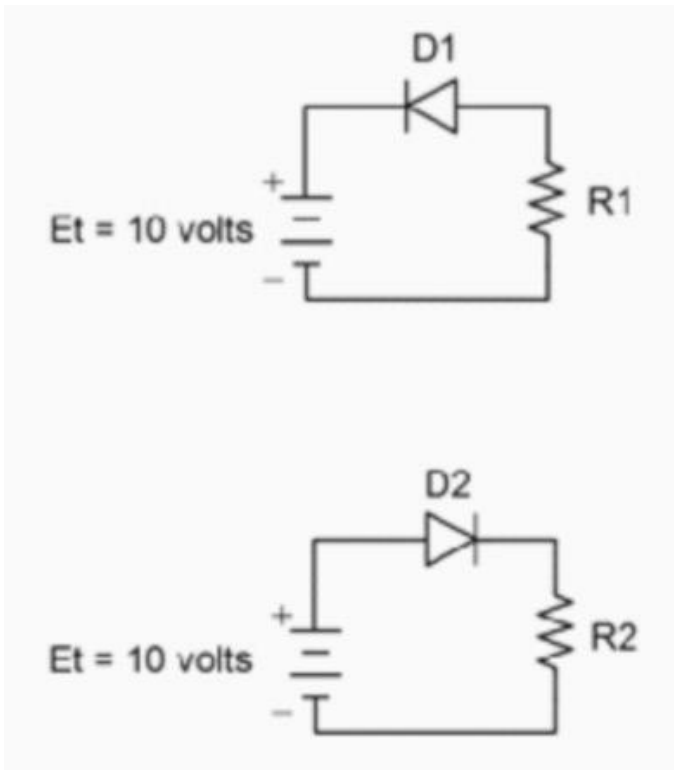 D1
+
R1
Et = 10 volts
−
D2
+
R2
Et = 10 volts
−